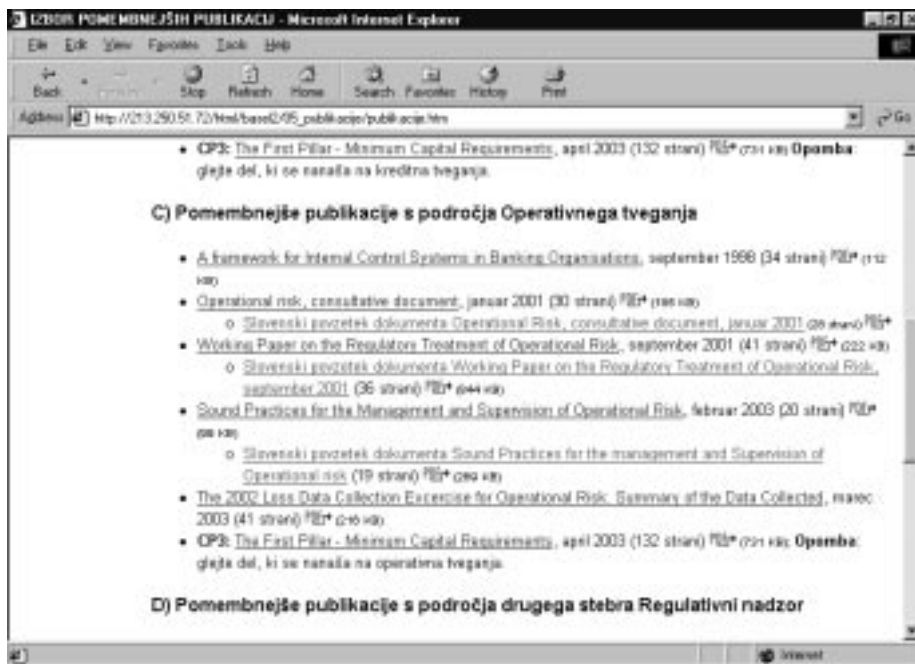 IZBOR POMEMBNEJŠIH PUBLIKACIJ - Microsoft Internet Explorer
File Edit View Favorites Tools Help
Back Stop Refresh Home Search Favorites History Print
Address http://213.250.51.72/html/basel2/05_publikacije/publikacije.htm Go
• CP3: The First Pillar - Minimum Capital Requirements, april 2003 (132 strani) (731 KB) Opomba:
glejte del, ki se nanaša na kreditna tveganja.
C) Pomembnejše publikacije s področja Operativnega tveganja
• A framework for Internal Control Systems in Banking Organisations, september 1998 (34 strani) (112
KB)
• Operational risk, consultative document, januar 2001 (30 strani)
o Slovenski povzetek dokumenta Operational Risk, consultative document, januar 2001
• Working Paper on the Regulatory Treatment of Operational Risk, september 2001 (41 strani) (222 KB)
o Slovenski povzetek dokumenta Working Paper on the Regulatory Treatment of Operational Risk,
september 2001 (36 strani)
• Sound Practices for the Management and Supervision of Operational Risk, februar 2003 (20 strani)
o Slovenski povzetek dokumenta Sound Practices for the management and Supervision of
Operational risk (19 strani)
• The 2002 Loss Data Collection Excercise for Operational Risk: Summary of the Data Collected, marec
2003 (41 strani)
• CP3: The First Pillar - Minimum Capital Requirements, april 2003 (132 strani) (731 KB) Opomba:
glejte del, ki se nanaša na operativna tveganja.
D) Pomembnejše publikacije s področja drugega stebra Regulativni nadzor
Internet